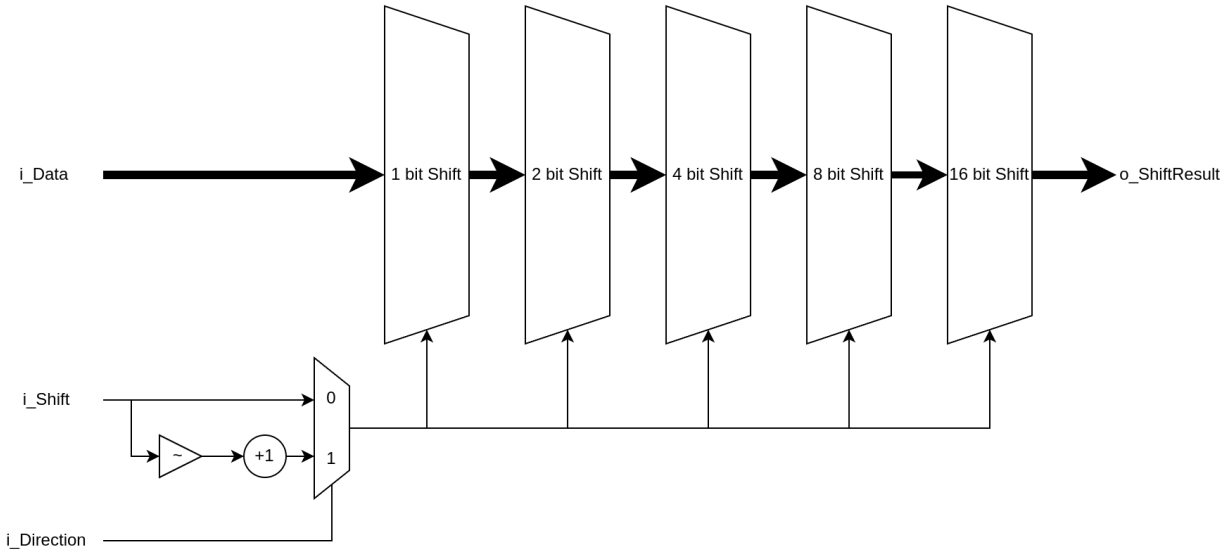 i_Data
1 bit Shift
2 bit Shift
4 bit Shift
8 bit Shift
16 bit Shift
o_ShiftResult
i_Shift
0
~
+1
1
i_Direction